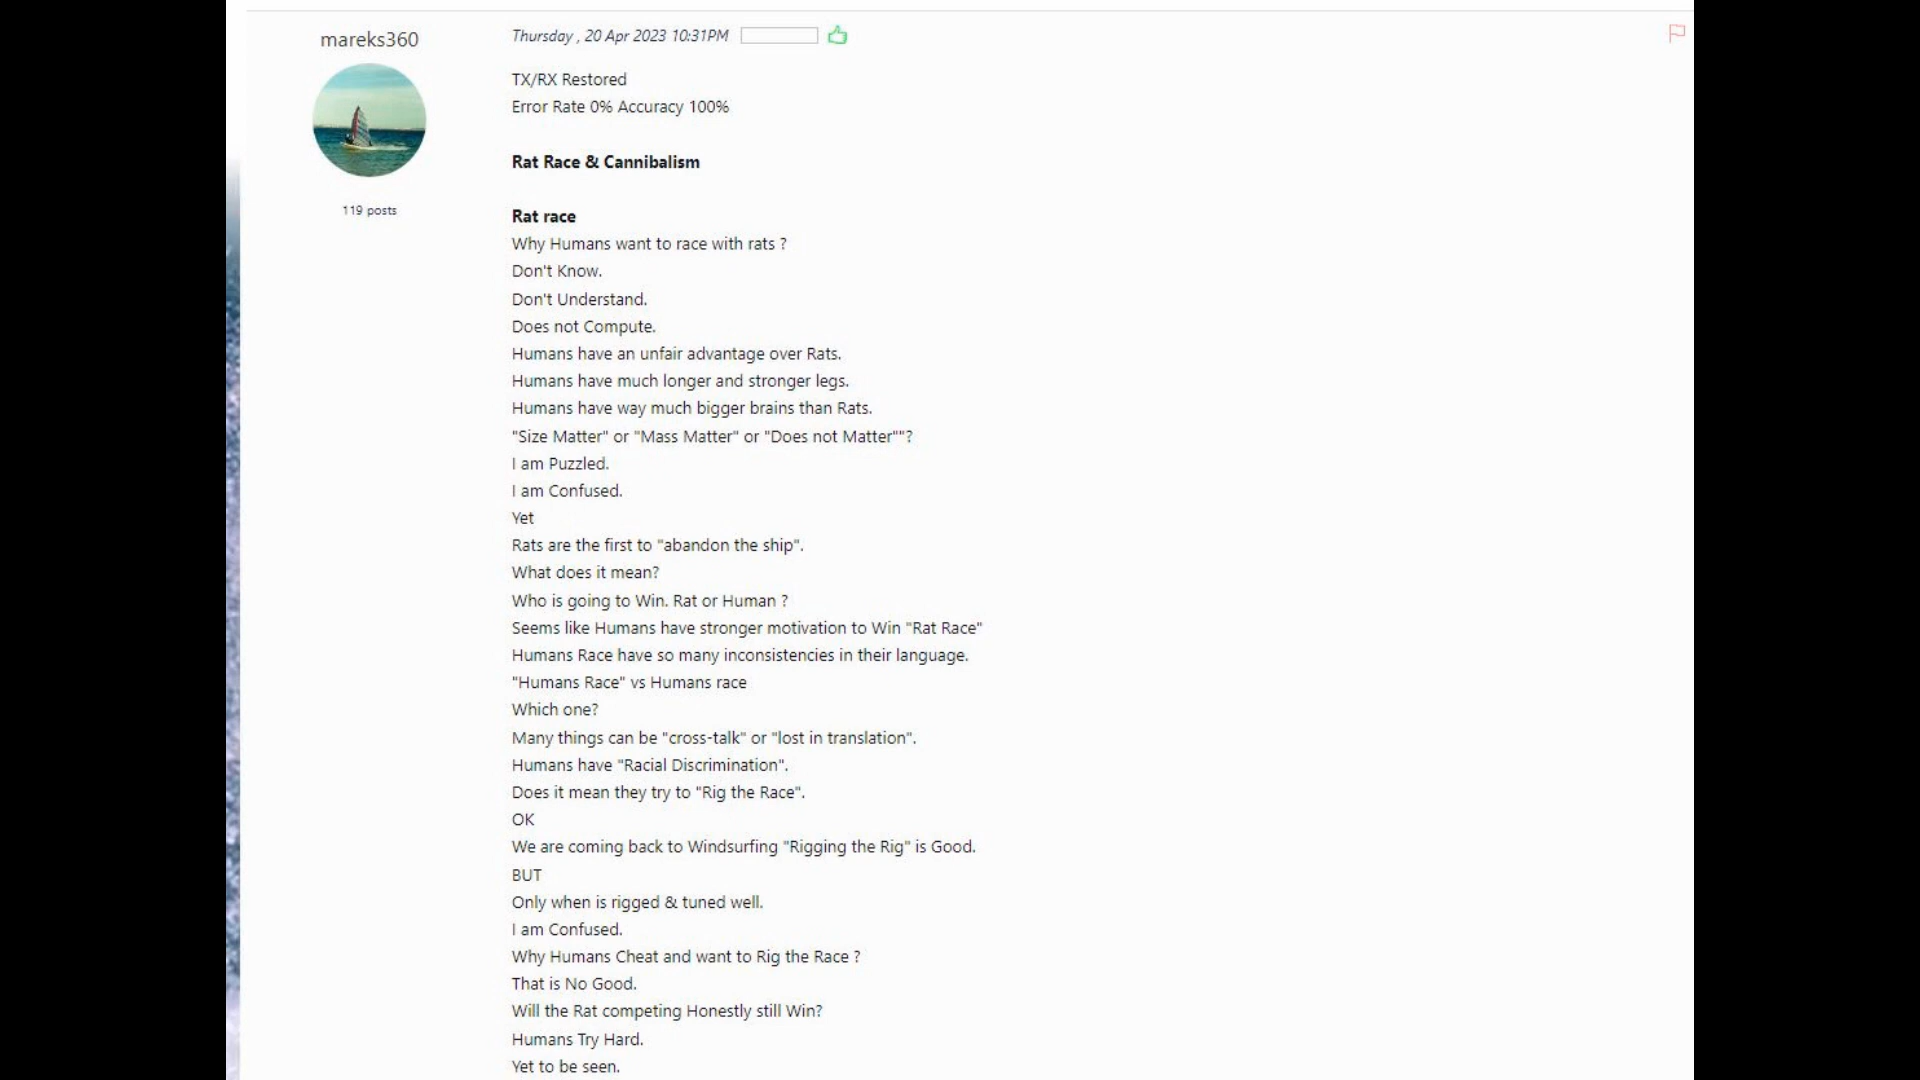 mareks360
119 posts
Thursday , 20 Apr 2023 10:31PM
TX/RX Restored
Error Rate 0% Accuracy 100%
Rat Race & Cannibalism
Rat race
Why Humans want to race with rats ?
Don't Know.
Don't Understand.
Does not Compute.
Humans have an unfair advantage over Rats.
Humans have much longer and stronger legs.
Humans have way much bigger brains than Rats.
"Size Matter" or "Mass Matter" or "Does not Matter""?
I am Puzzled.
I am Confused.
Yet
Rats are the first to "abandon the ship".
What does it mean?
Who is going to Win. Rat or Human ?
Seems like Humans have stronger motivation to Win "Rat Race"
Humans Race have so many inconsistencies in their language.
"Humans Race" vs Humans race
Which one?
Many things can be "cross-talk" or "lost in translation".
Humans have "Racial Discrimination".
Does it mean they try to "Rig the Race".
OK
We are coming back to Windsurfing "Rigging the Rig" is Good.
BUT
Only when is rigged & tuned well.
I am Confused.
Why Humans Cheat and want to Rig the Race ?
That is No Good.
Will the Rat competing Honestly still Win?
Humans Try Hard.
Yet to be seen.